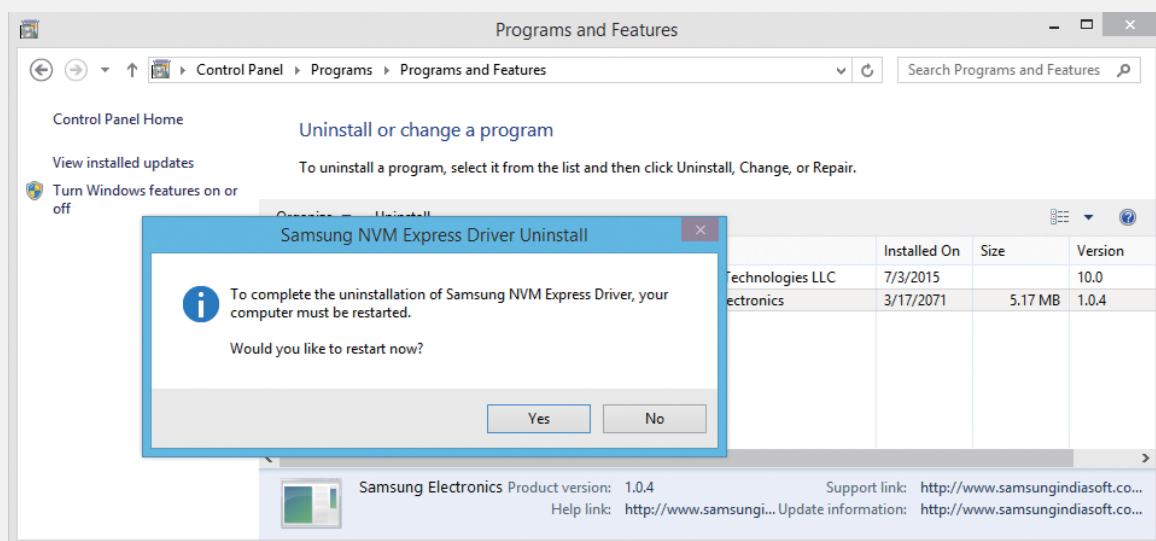 Programs and Features
Control Panel Programs Programs and Features
Search Programs and Features
Control Panel Home
Uninstall or change a program
View installed updates
To uninstall a program, select it from the list and then click Uninstall, Change, or Repair.
Turn Windows features on or
off
Organize Uninstall
Samsung NVM Express Driver Uninstall
To complete the uninstallation of Samsung NVM Express Driver, your
computer must be restarted.
Would you like to restart now?
Yes No
Installed On Size Version
Technologies LLC 7/3/2015 10.0
ectronics 3/17/2071 5.17 MB 1.0.4
Samsung Electronics Product version: 1.0.4 Support link: http://www.samsungindiasoft.co...
Help link: http://www.samsungi... Update information: http://www.samsungindiasoft.co...